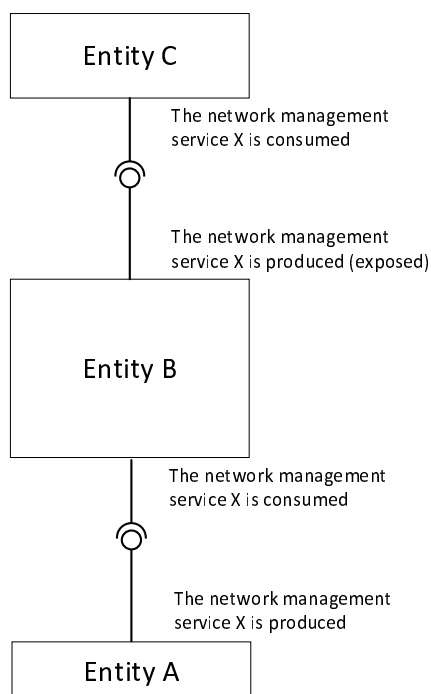 Entity C
The network management
service X is consumed
The network management
service X is produced (exposed)
Entity B
The network management
service X is consumed
The network management
service X is produced
Entity A